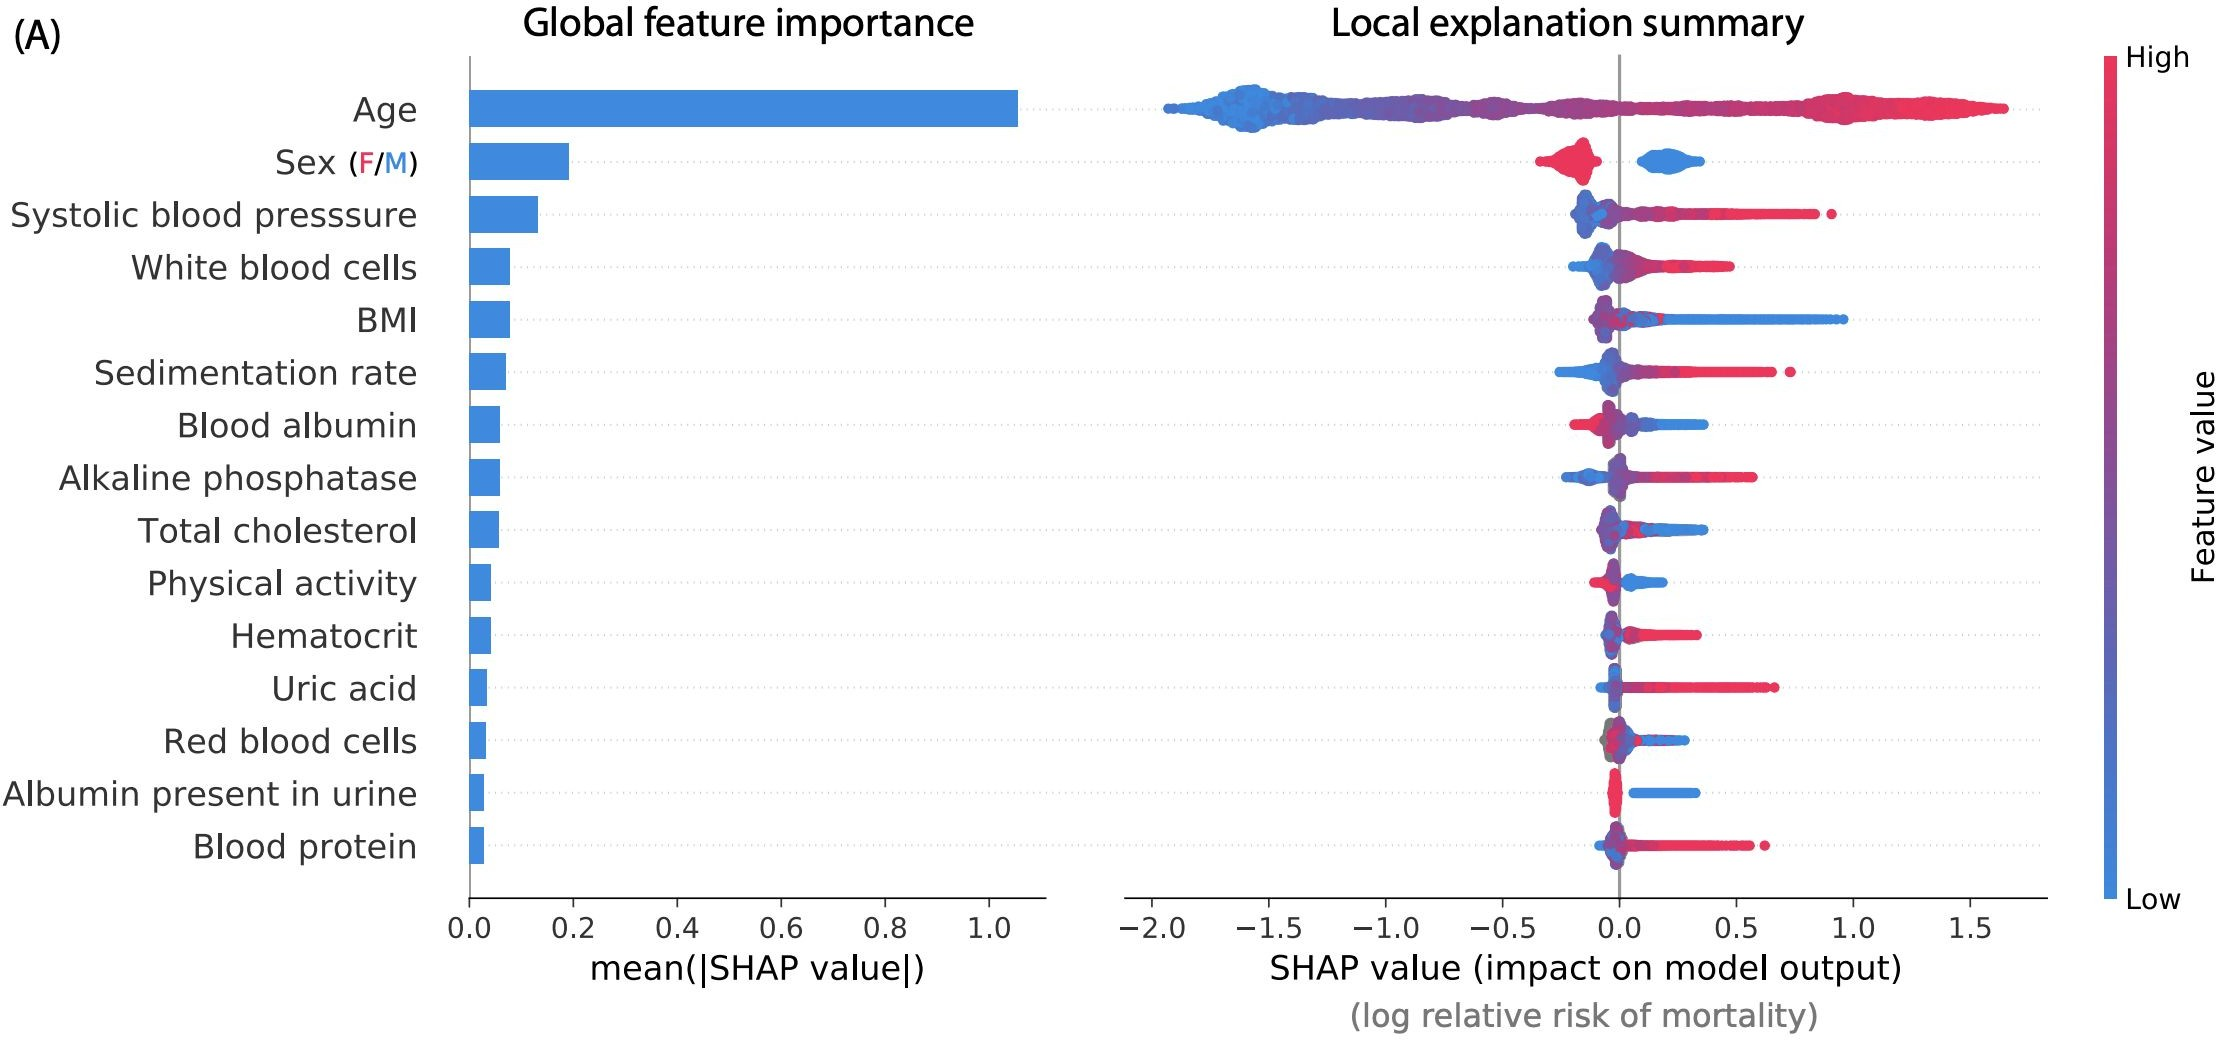 (A)
Global feature importance
Local explanation summary
Age
Sex (F/M)
Systolic blood presssure
White blood cells
BMI
Sedimentation rate
Blood albumin
Alkaline phosphatase
Total cholesterol
Physical activity
Hematocrit
Uric acid
Red blood cells
Albumin present in urine
Blood protein
0.0 0.2 0.4 0.6 0.8 1.0
mean(|SHAP value|)
−2.0 −1.5 −1.0 −0.5 0.0 0.5 1.0 1.5
SHAP value (impact on model output)
(log relative risk of mortality)
High
Feature value
Low